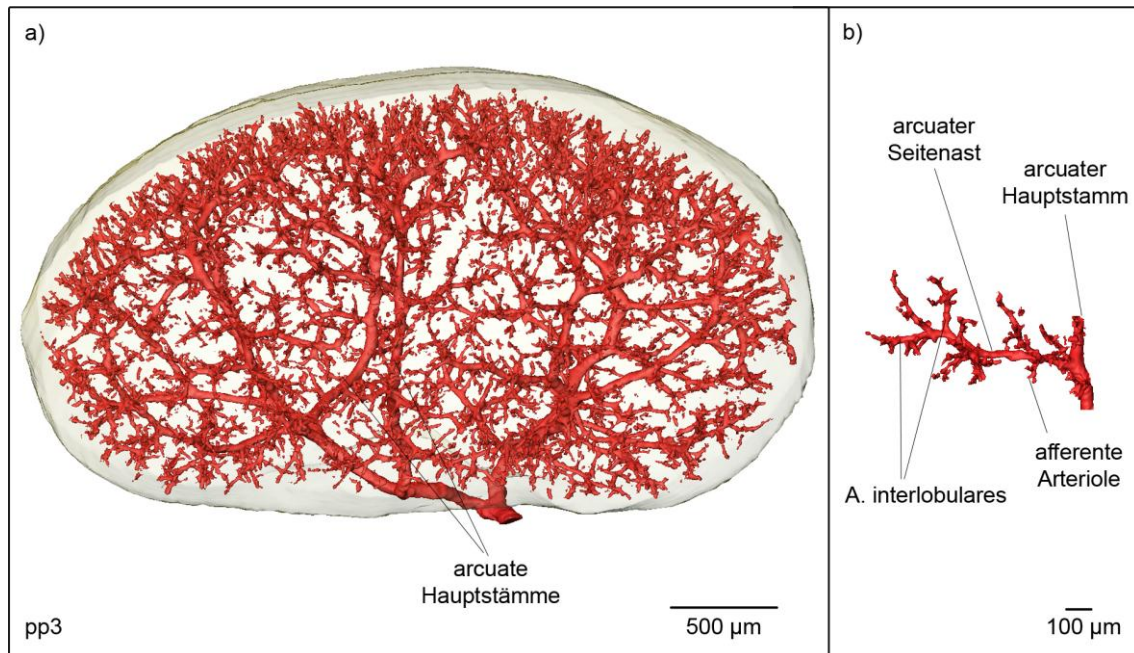 a)
arcuate
Hauptstämme
pp3
500 µm
b)
arcuater
Seitenast
arcuater
Hauptstamm
A. interlobulares
afferente
Arteriole
100 µm